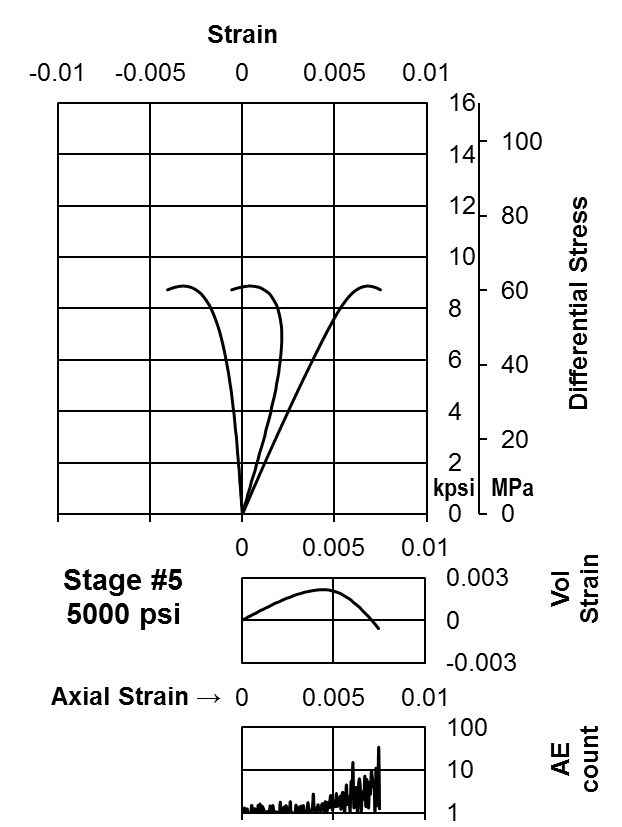 Strain
-0.01 -0.005 0 0.005 0.01
16
14
12
10
8
6
4
2
kpsi
0
100
80
60
40
20
MPa
0
Differential Stress
0 0.005 0.01
Stage #5
5000 psi
0.003
0
-0.003
Vol
Strain
Axial Strain → 0 0.005 0.01
100
10
1
AE
count